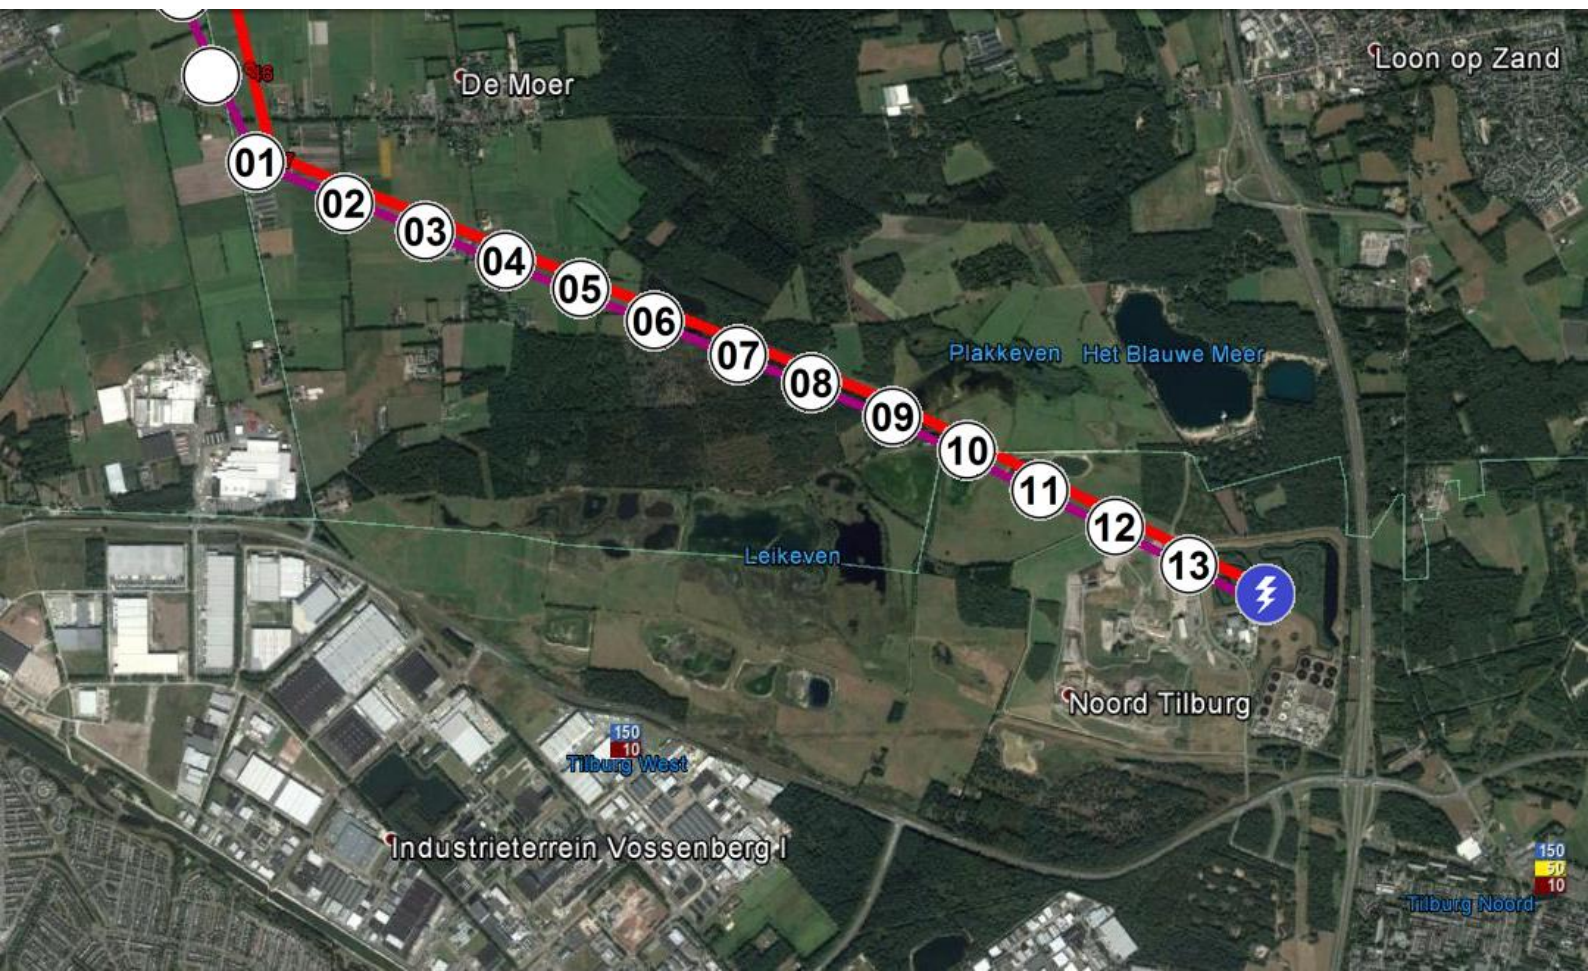 Loon op Zand
De Moer
01
02
03
04
05
06
07
08
09
10
11
12
13
Plakkeven
Het Blauwe Meer
Leikeven
Noord Tilburg
150
10
Tilburg West
Industrieterrein Vossenberg I
150
50
10
Tilburg Noord